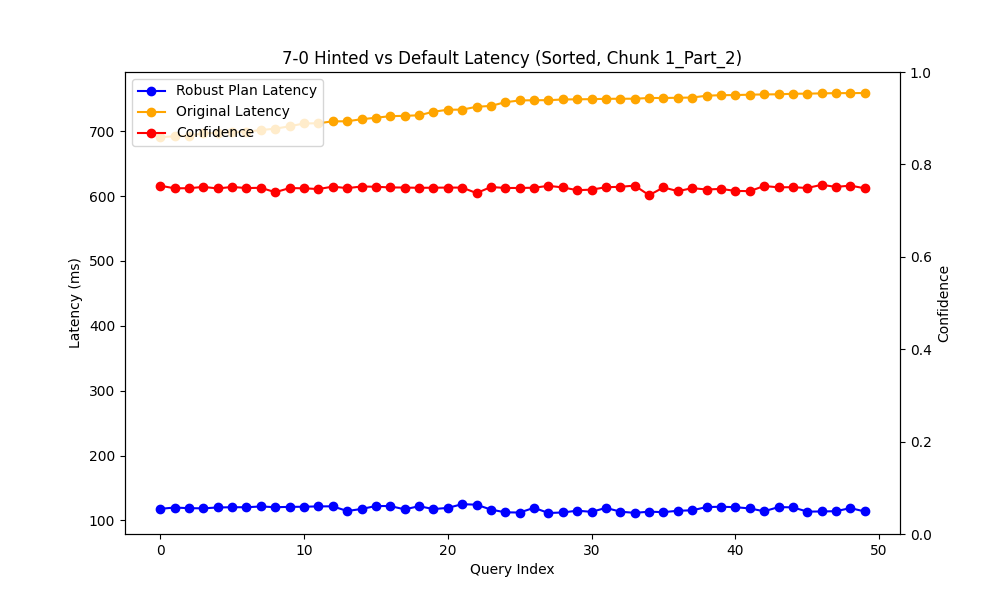 7-0 Hinted vs Default Latency (Sorted, Chunk 1_Part_2)
Robust Plan Latency
Original Latency
Confidence
700
600
500
400
300
200
100
Latency (ms)
1.0
0.8
0.6
0.4
0.2
0.0
Confidence
0 10 20 30 40 50
Query Index